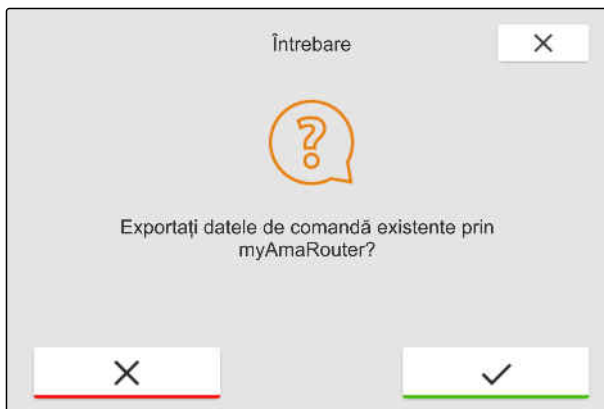 Întrebare
Exportați datele de comandă existente prin
myAmaRouter?